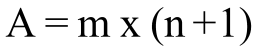 A = m x (n +1)